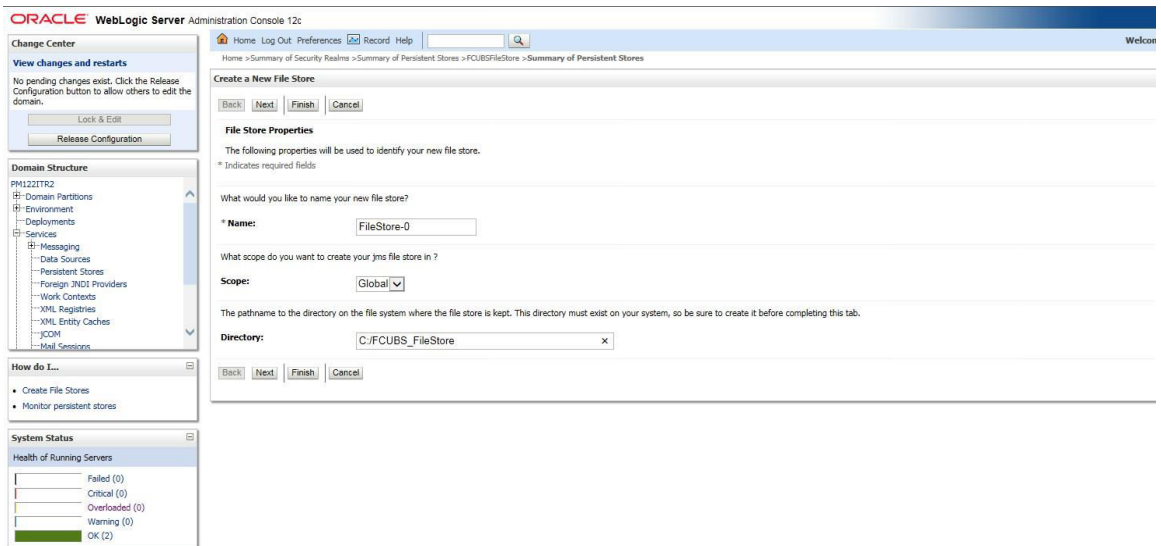 ORACLE WebLogic Server Administration Console 12c
Change Center
View changes and restarts
No pending changes exist. Click the Release
Configuration button to allow others to edit the
domain.
Lock & Edit
Release Configuration
Domain Structure
PM122ITR2
Domain Partitions
Environment
Deployments
Services
Messaging
Data Sources
Persistent Stores
Foreign JNDI Providers
Work Contexts
XML Registries
XML Entity Caches
jCOM
Mail Sessions
How do I...
Create File Stores
Monitor persistent stores
System Status
Health of Running Servers
Failed (0)
Critical (0)
Overloaded (0)
Warning (0)
OK (2)
Home Log Out Preferences Record Help
Welcon
Home >Summary of Security Realms >Summary of Persistent Stores >FCUBSFileStore >Summary of Persistent Stores
Create a New File Store
Back Next Finish Cancel
File Store Properties
The following properties will be used to identify your new file store.
* Indicates required fields
What would you like to name your new file store?
* Name: FileStore-0
What scope do you want to create your jms file store in ?
Scope: Global
The pathname to the directory on the file system where the file store is kept. This directory must exist on your system, so be sure to create it before completing this tab.
Directory: C:/FCUBS_FileStore ×
Back Next Finish Cancel